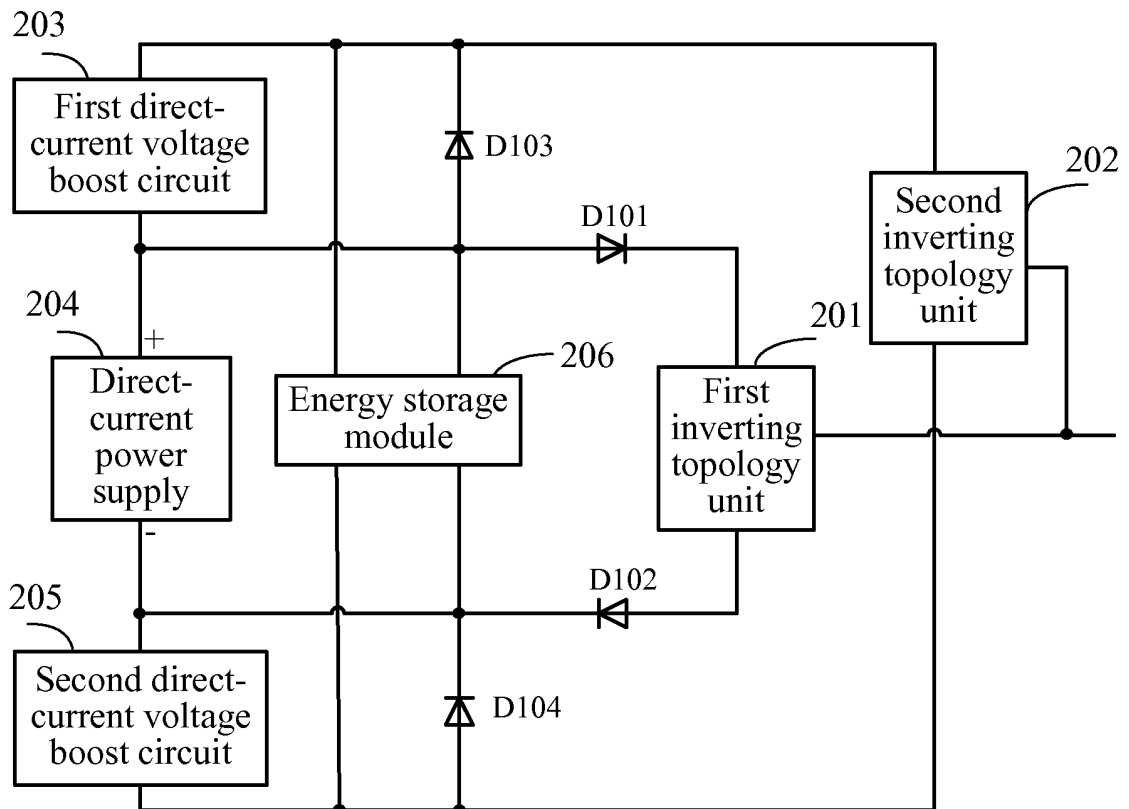 203
First direct-
current voltage
boost circuit
D103
202
D101
Second
inverting
topology
unit
204
201
+
206
Direct-
current
power
supply
Energy storage
module
First
inverting
topology
unit
-
D102
205
Second direct-
current voltage
boost circuit
D104